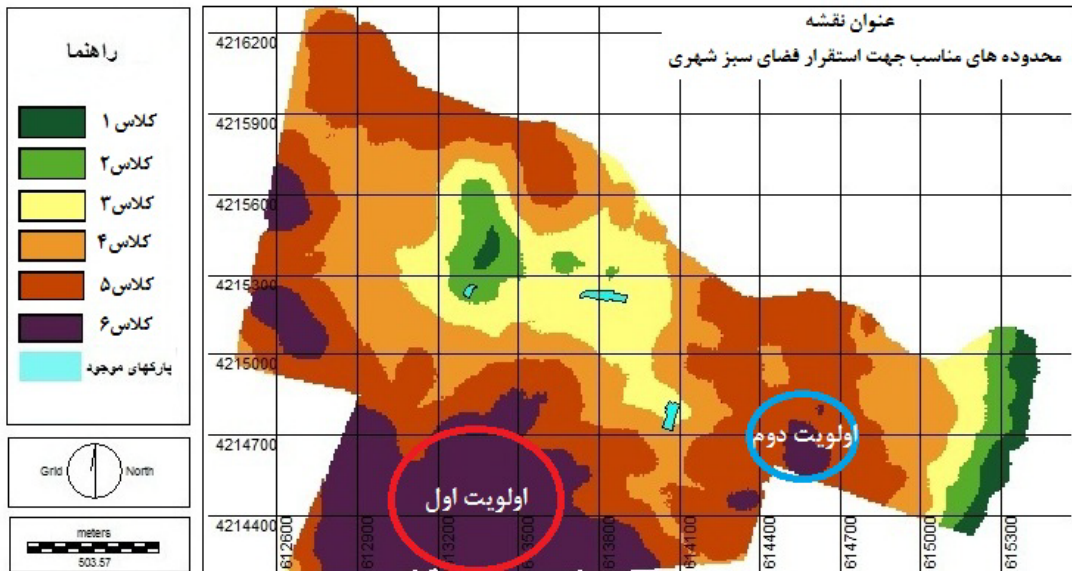 عنوان نقشه
محدوده های مناسب جهت استقرار فضای سبز شهری
راهنما
کلاس ۱
کلاس۲
کلاس۳
کلاس۴
کلاس۵
کلاس۶
پارکهای موجود
Grid North
meters
503.57
4216200
4215900
4215600
4215300
4215000
4214700
4214400
612600
612900
613200
613500
613800
614100
614400
614700
615000
615300
اولویت اول
اولویت دوم